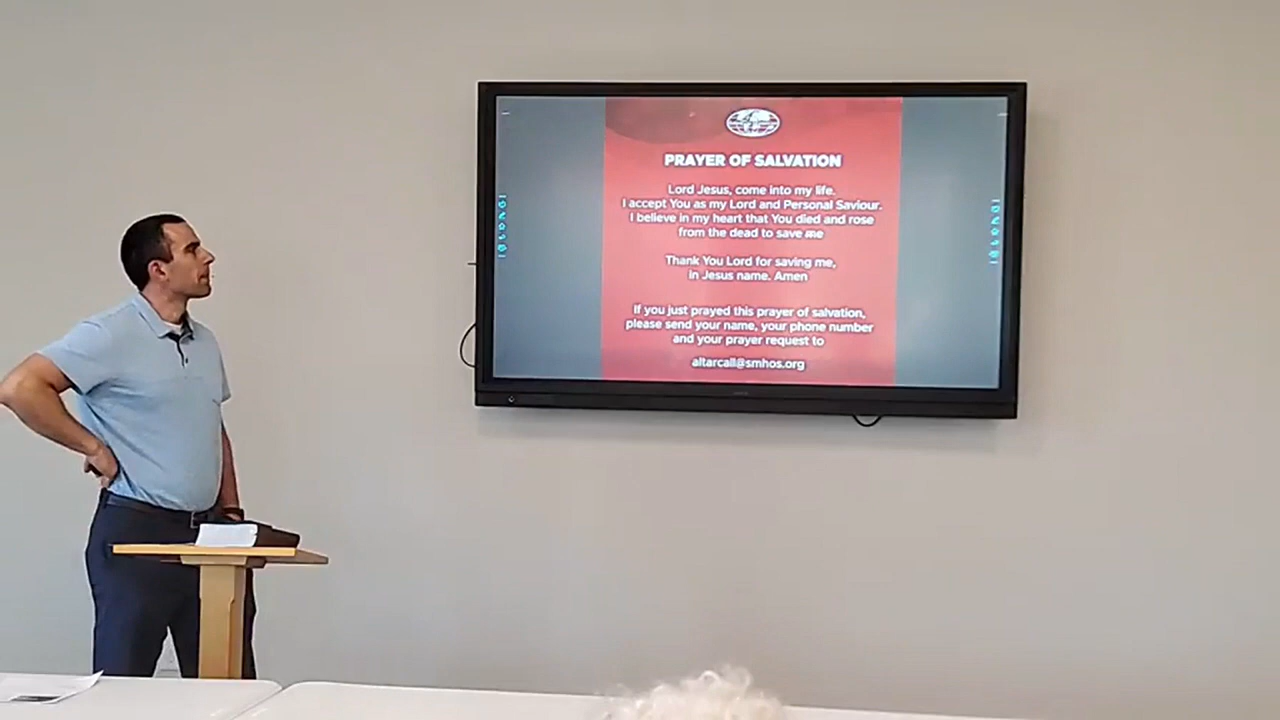 PRAYER OF SALVATION
Lord Jesus, come into my life.
I accept You as my Lord and Personal Saviour.
I believe in my heart that You died and rose
from the dead to save me
Thank You Lord for saving me,
in Jesus name. Amen
If you just prayed this prayer of salvation,
please send your name, your phone number
and your prayer request to
altarcall@smhos.org